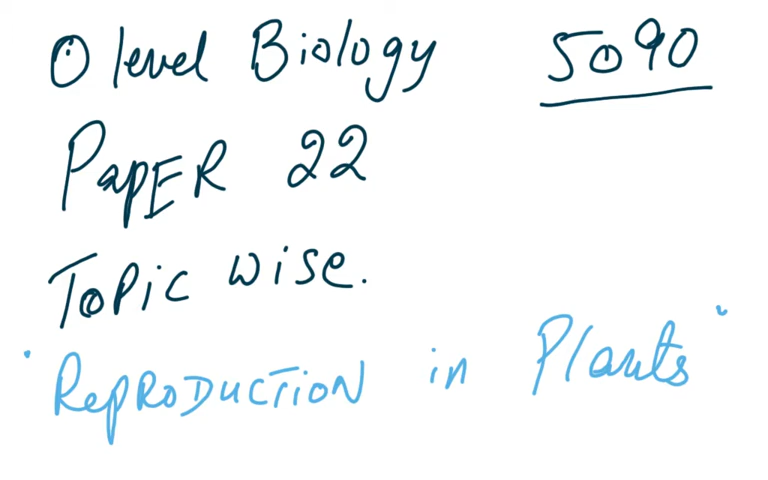 O level Biology 5090
PapER 22
Topic wise.
"REPRODUCTION in Plants"